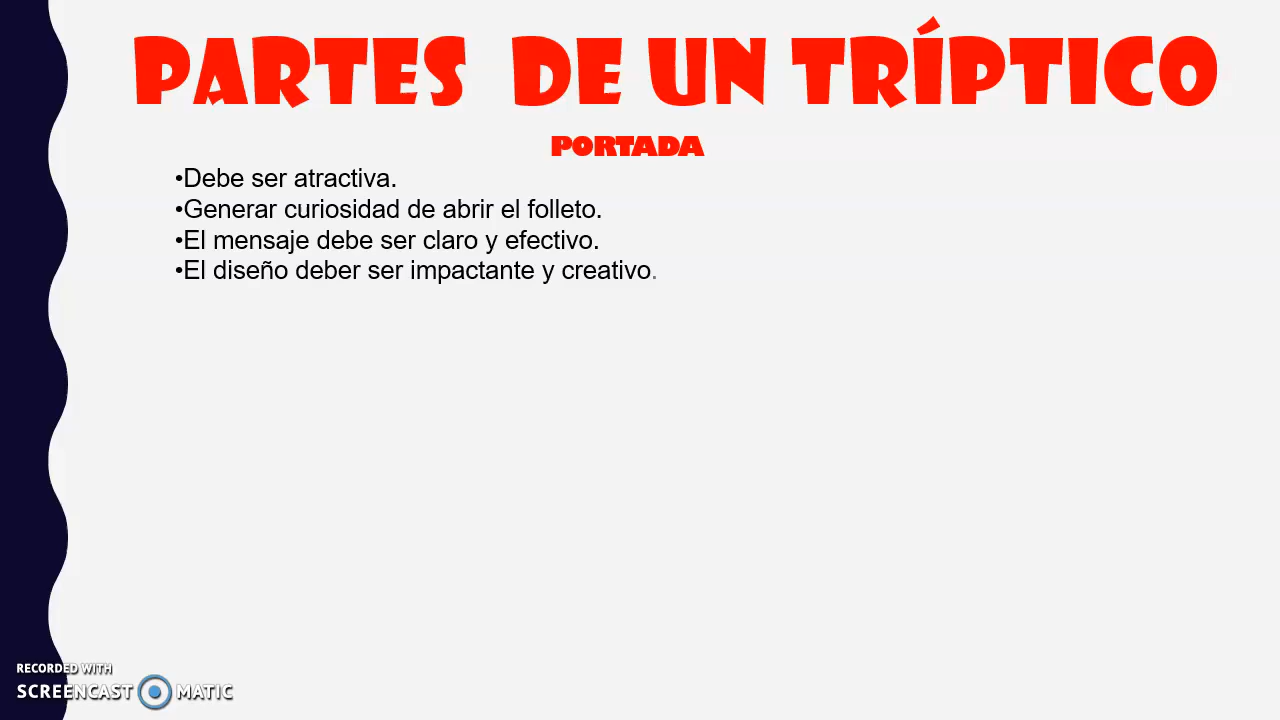 PARTES DE UN TRÍPTICO
PORTADA
•Debe ser atractiva.
•Generar curiosidad de abrir el folleto.
•El mensaje debe ser claro y efectivo.
•El diseño deber ser impactante y creativo.
RECORDED WITH
SCREENCAST MATIC